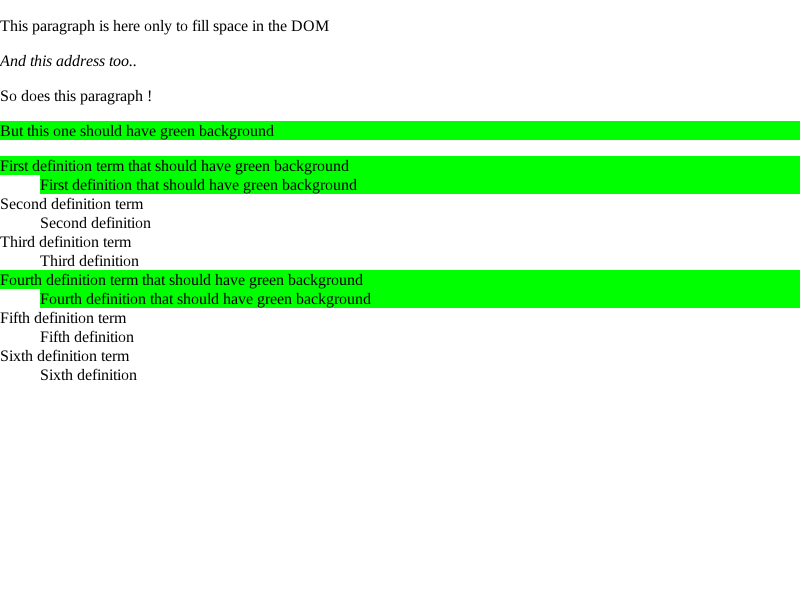 This paragraph is here only to fill space in the DOM
And this address too..
So does this paragraph !
But this one should have green background
First definition term that should have green background
First definition that should have green background
Second definition term
Second definition
Third definition term
Third definition
Fourth definition term that should have green background
Fourth definition that should have green background
Fifth definition term
Fifth definition
Sixth definition term
Sixth definition